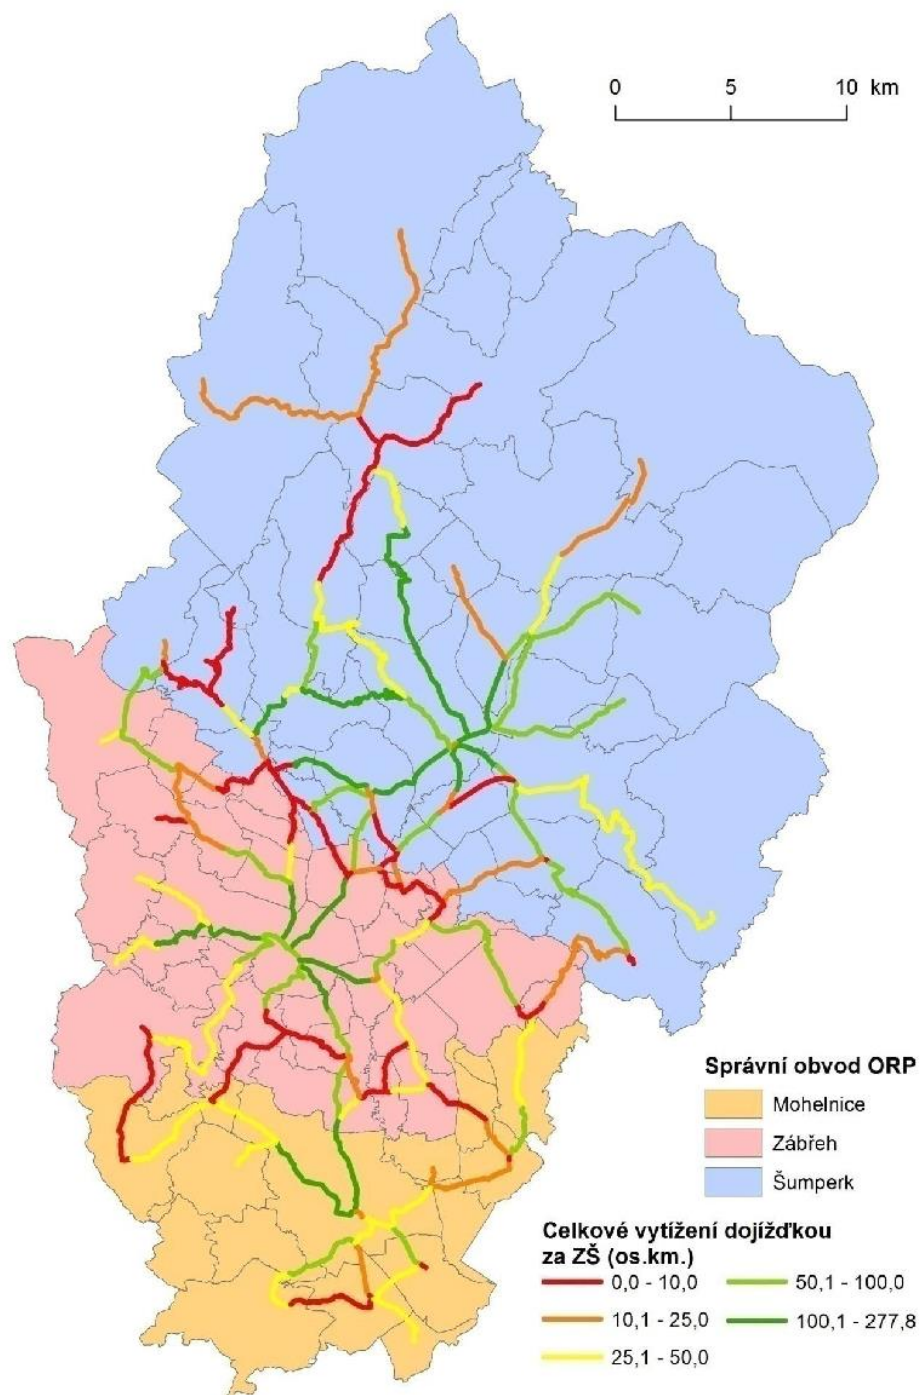 0 5 10 km
Správní obvod ORP
Mohelnice
Zábřeh
Šumperk
Celkové vytížení dojížďkou
za ZŠ (os.km.)
0,0 - 10,0 50,1 - 100,0
10,1 - 25,0 100,1 - 277,8
25,1 - 50,0